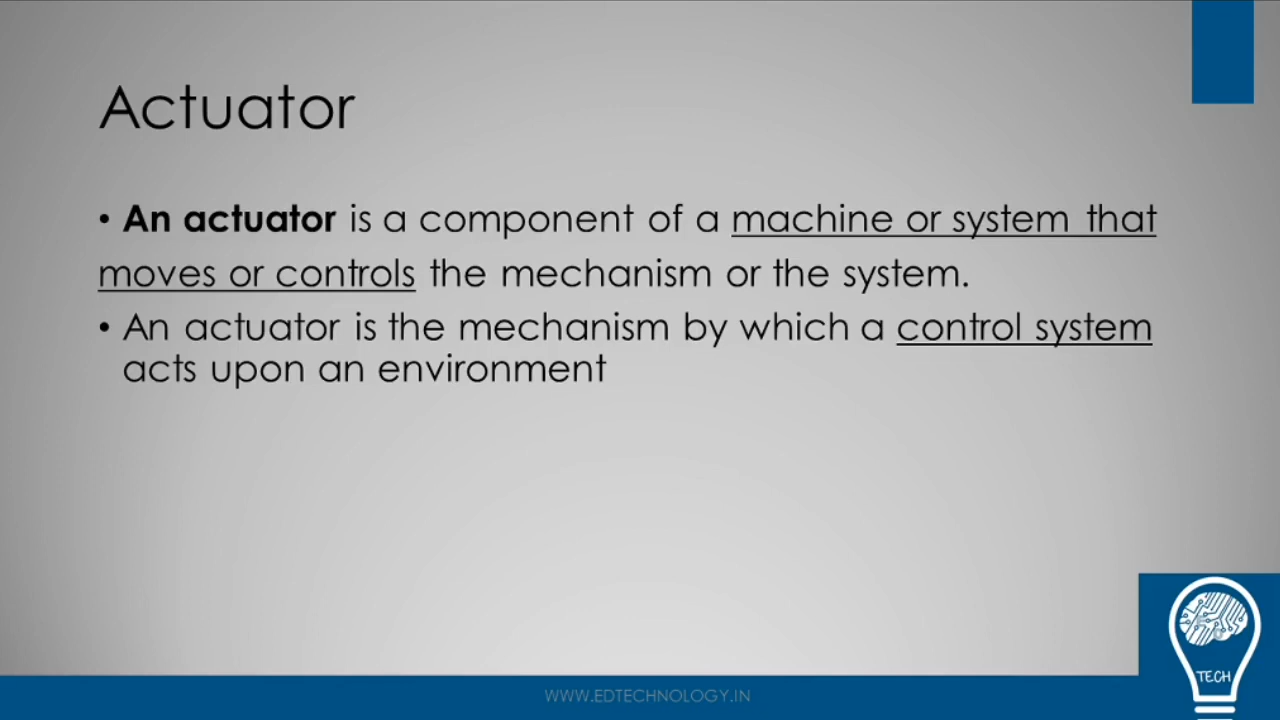 Actuator
• An actuator is a component of a machine or system that
moves or controls the mechanism or the system.
• An actuator is the mechanism by which a control system
acts upon an environment
TECH
WWW.EDTECHNOLOGY.IN